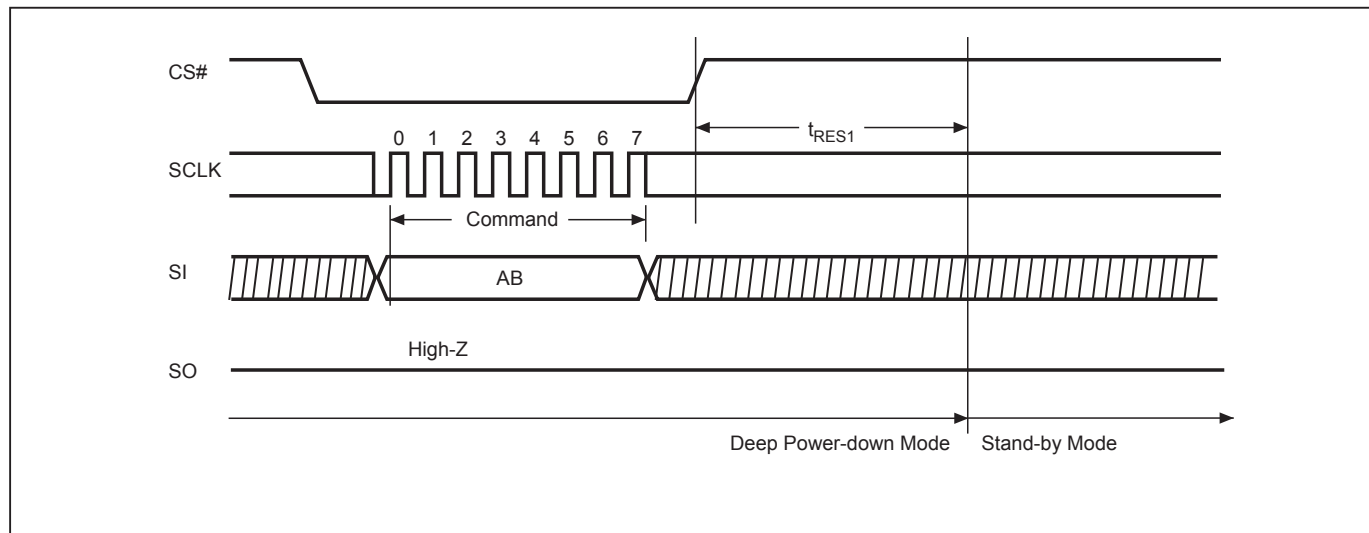 CS#
tRES1
0 1 2 3 4 5 6 7
SCLK
Command
SI
AB
High-Z
SO
Deep Power-down Mode Stand-by Mode